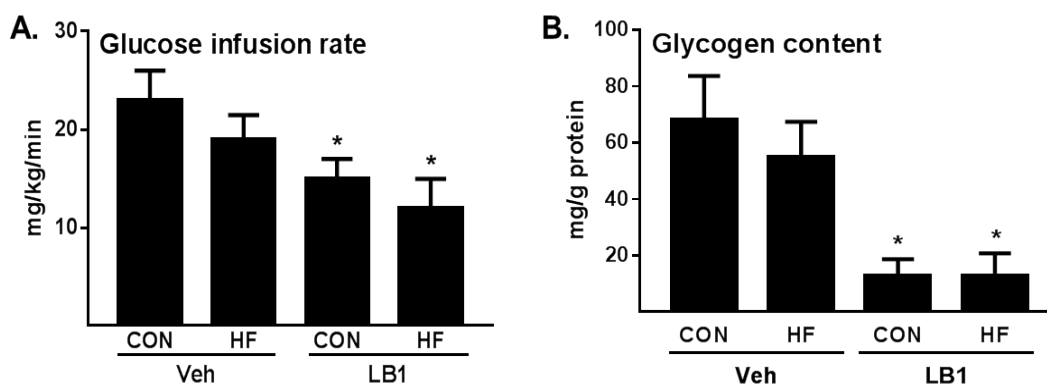 A.
Glucose infusion rate
mg/kg/min
30
20
10
*
*
CON HF CON HF
Veh LB1
B.
Glycogen content
mg/g protein
100
80
60
40
20
*
*
CON HF CON HF
Veh LB1